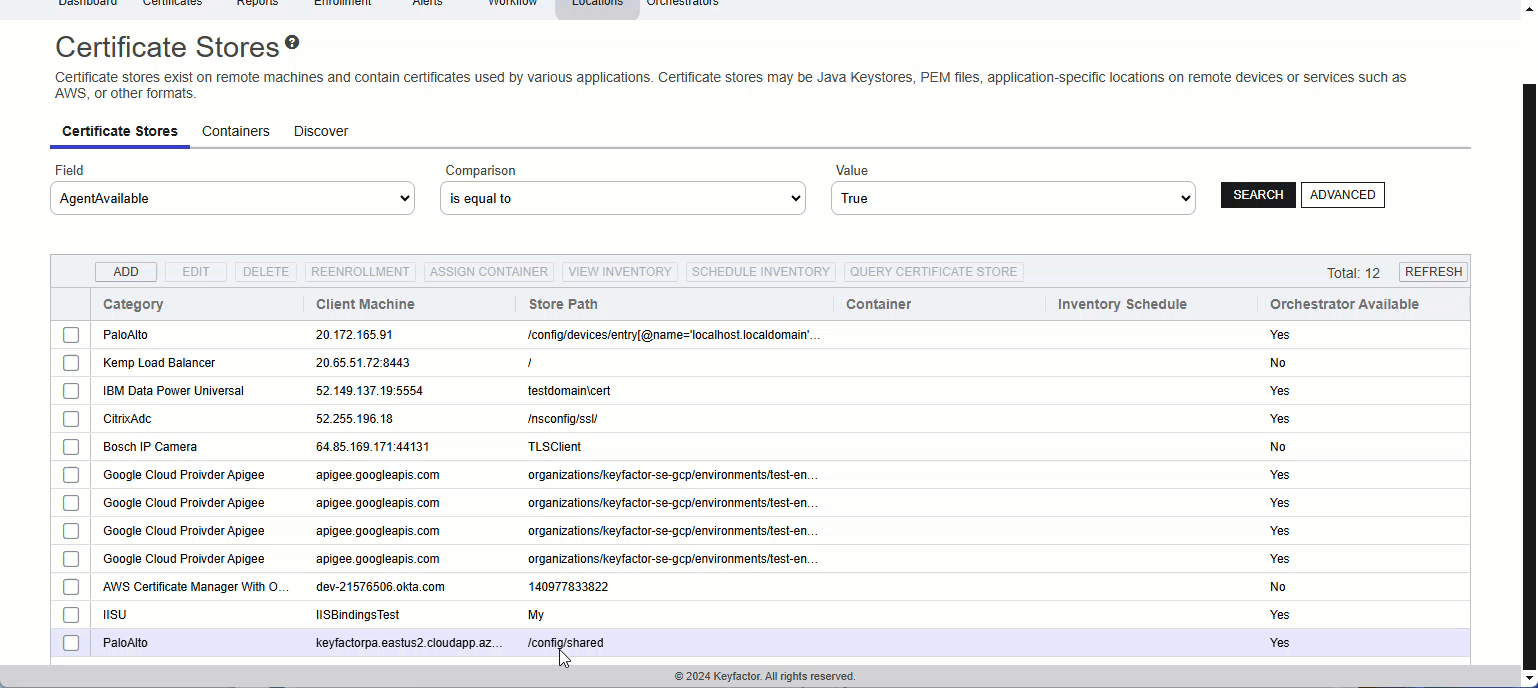 Dashboard Certificates Reports Enrollment Alerts Workflow Locations Orchestrators
Certificate Stores ?
Certificate stores exist on remote machines and contain certificates used by various applications. Certificate stores may be Java Keystores, PEM files, application-specific locations on remote devices or services such as
AWS, or other formats.
Certificate Stores Containers Discover
Field Comparison Value
AgentAvailable is equal to True SEARCH ADVANCED
ADD EDIT DELETE REENROLLMENT ASSIGN CONTAINER VIEW INVENTORY SCHEDULE INVENTORY QUERY CERTIFICATE STORE Total: 12 REFRESH
Category Client Machine Store Path Container Inventory Schedule Orchestrator Available
PaloAlto 20.172.165.91 /config/devices/entry[@name='localhost.localdomain'... Yes
Kemp Load Balancer 20.65.51.72:8443 / No
IBM Data Power Universal 52.149.137.19:5554 testdomain\cert Yes
CitrixAdc 52.255.196.18 /nsconfig/ssl/ Yes
Bosch IP Camera 64.85.169.171:44131 TLSClient No
Google Cloud Proivder Apigee apigee.googleapis.com organizations/keyfactor-se-gcp/environments/test-en... Yes
Google Cloud Proivder Apigee apigee.googleapis.com organizations/keyfactor-se-gcp/environments/test-en... Yes
Google Cloud Proivder Apigee apigee.googleapis.com organizations/keyfactor-se-gcp/environments/test-en... Yes
Google Cloud Proivder Apigee apigee.googleapis.com organizations/keyfactor-se-gcp/environments/test-en... Yes
AWS Certificate Manager With O... dev-21576506.okta.com 140977833822 No
IISU IISBindingsTest My Yes
PaloAlto keyfactorpa.eastus2.cloudapp.az... /config/shared Yes
© 2024 Keyfactor. All rights reserved.